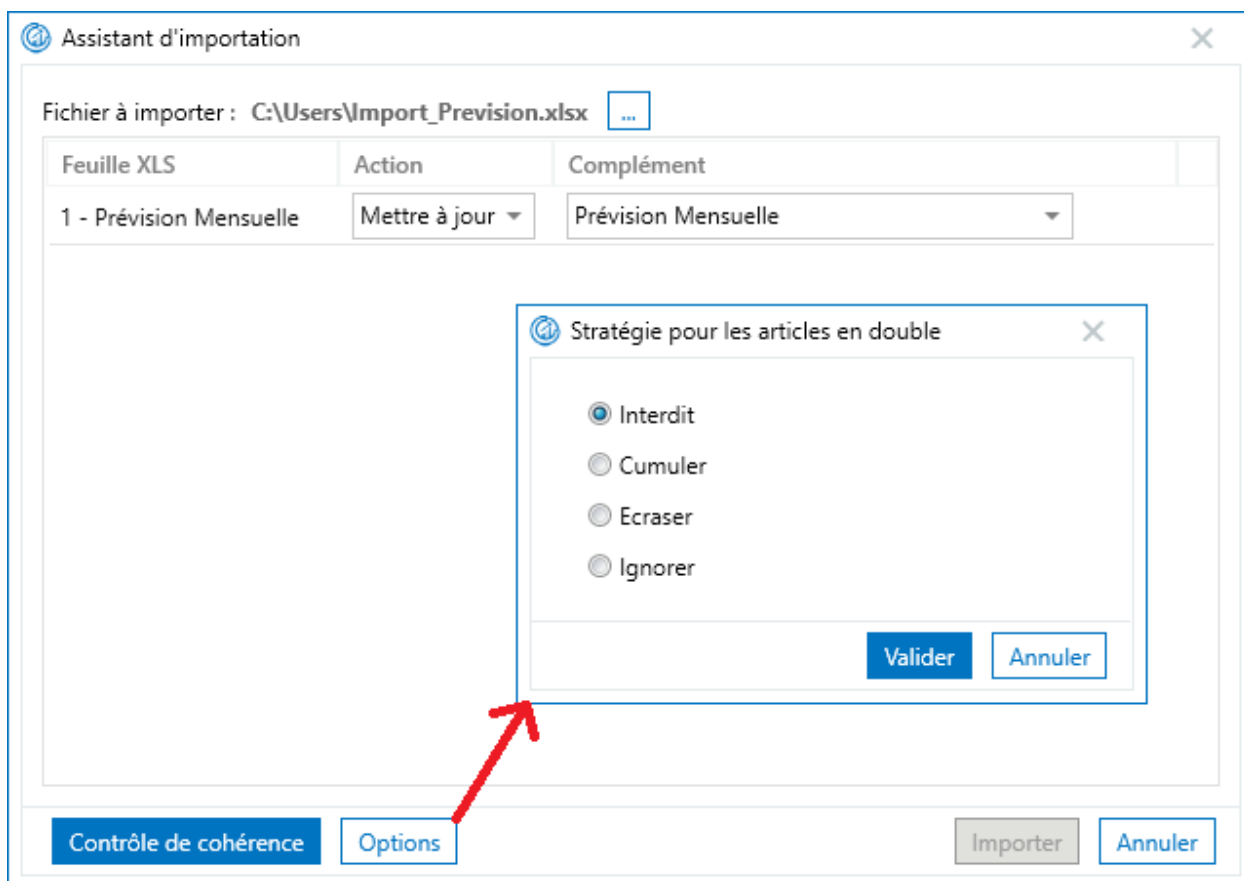 Assistant d'importation
Fichier à importer : C:\Users\Import_Prevision.xlsx ...
Feuille XLS Action Complément
1 - Prévision Mensuelle Mettre à jour Prévision Mensuelle
Stratégie pour les articles en double
Interdit
Cumuler
Ecraser
Ignorer
Valider Annuler
Contrôle de cohérence Options Importer Annuler